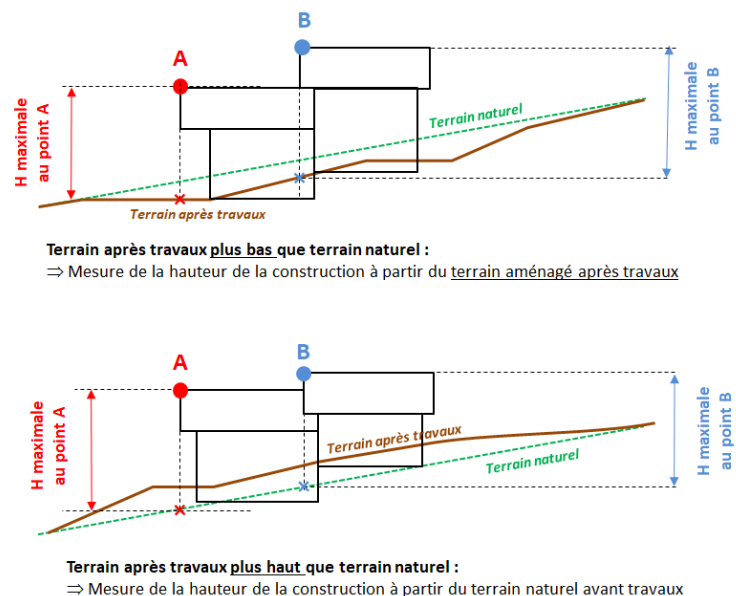 B
A
H maximale
au point A
Terrain naturel
H maximale
au point B
Terrain après travaux
Terrain après travaux plus bas que terrain naturel :
⇒ Mesure de la hauteur de la construction à partir du terrain aménagé après travaux
B
A
H maximale
au point A
Terrain après travaux
Terrain naturel
H maximale
au point B
Terrain après travaux plus haut que terrain naturel :
⇒ Mesure de la hauteur de la construction à partir du terrain naturel avant travaux